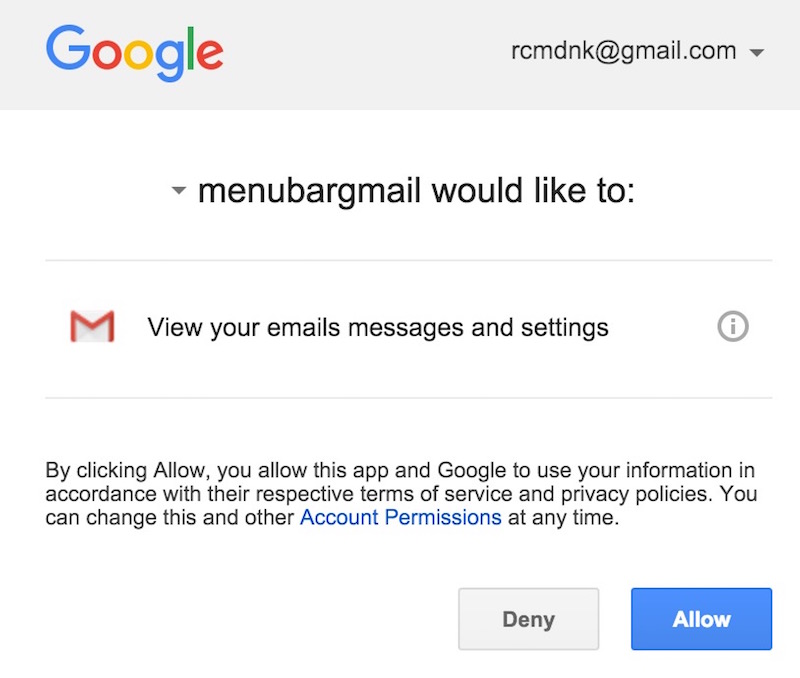 Google
rcmdnk@gmail.com
menubargmail would like to:
View your emails messages and settings
By clicking Allow, you allow this app and Google to use your information in
accordance with their respective terms of service and privacy policies. You
can change this and other Account Permissions at any time.
Deny
Allow